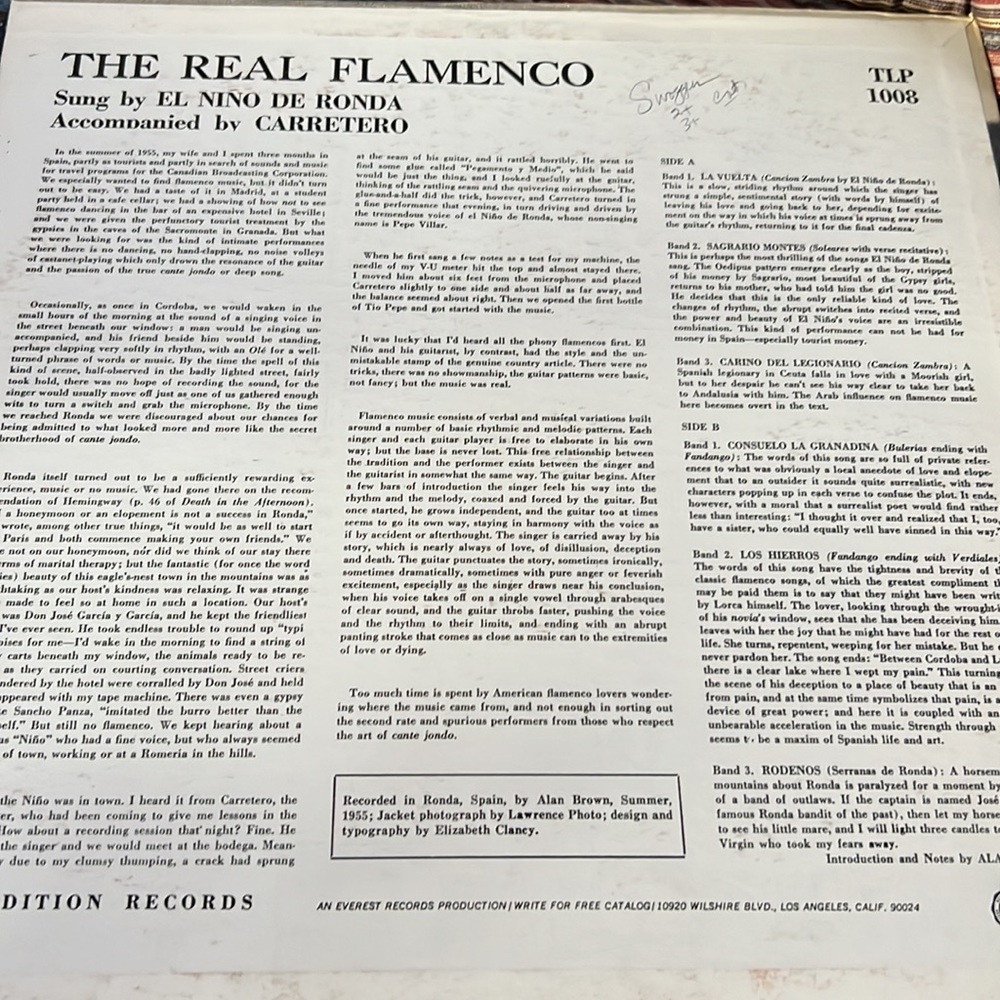 THE REAL FLAMENCO
Sung by EL NIÑO DE RONDA
Accompanied by CARRETERO
TLP
1008
In the summer of 1955, my wife and I spent three months in
Spain, partly as tourists and partly in search of sounds and music
for travel programs for the Canadian Broadcasting Corporation.
We especially wanted to find flamenco music, but it didn't turn
out to be easy. We had a taste of it in Madrid, at a student
party held in a cafe cellar; we had a showing of how not to see
flamenco dancing in the bar of an expensive hotel in Seville;
and we were given the perfunctory tourist treatment by the
gypsies in the caves of the Sacromonte in Granada. But what
we were looking for was the kind of intimate performances
where there is no dancing, no hand-clapping, no noise volleys
of castanet-playing which only drown the resonance of the guitar
and the passion of the true cante jondo or deep song.
Occasionally, as once in Cordoba, we would waken in the
small hours of the morning at the sound of a singing voice in
the street beneath our window: a man would be singing un-
accompanied, and his friend beside him would be standing,
perhaps clapping very softly in rhythm, with an Olé for a well-
turned phrase of words or music. By the time the spell of this
kind of scene, half-observed in the badly lighted street, fairly
took hold, there was no hope of recording the sound, for the
singer would usually move off just as one of us gathered enough
wits to turn a switch and grab the microphone. By the time
we reached Ronda we were discouraged about our chances for
being admitted to what looked more and more like the secret
brotherhood of cante jondo.
Ronda itself turned out to be a sufficiently rewarding ex-
rience, music or no music. We had gone there on the recom-
endation of Hemingway (p. 46 of Death in the Afternoon).
f a honeymoon or an elopement is not a success in Ronda,"
wrote, among other true things, "it would be as well to start
Paris and both commence making your own friends." We
e not on our honeymoon, nor did we think of our stay there
rms of marital therapy; but the fantastic (for once the word
ies) beauty of this eagle's-nest town in the mountains was as
htaking as our host's kindness was relaxing. It was strange
made to feel so at home in such a location. Our host's
was Don José García y García, and he kept the friendliest
I've ever seen. He took endless trouble to round up "typi
oises for me—I'd wake in the morning to find a string of
carts beneath my window, the animals ready to be re-
as they carried on courting conversation. Street criers
ndered by the hotel were corralled by Don José and held
ppeared with my tape machine. There was even a gypsy
e Sancho Panza, "imitated the burro better than the
elf." But still no flamenco. We kept hearing about a
as "Niño" who had a fine voice, but who always seemed
of town, working or at a Romería in the hills.
the Niño was in town. I heard it from Carretero, the
er, who had been coming to give me lessons in the
How about a recording session that night? Fine. He
the singer and we would meet at the bodega. Mean-
y due to my clumsy thumping, a crack had sprung
at the seam of his guitar, and it rattled horribly. He went to
find some glue called "Pegamento y Medio", which he said
would be just the thing, and I looked ruefully at the guitar,
thinking of the rattling seam and the quivering microphone. The
glue-and-a-half did the trick, however, and Carretero turned in
a fine performance that evening, in turn driving and driven by
the tremendous voice of el Niño de Ronda, whose non-singing
name is Pepe Villar.
When he first sang a few notes as a test for my machine, the
needle of my V-U meter hit the top and almost stayed there.
I moved him about six feet from the microphone and placed
Carretero slightly to one side and about half as far away, and
the balance seemed about right. Then we opened the first bottle
of Tio Pepe and got started with the music.
It was lucky that I'd heard all the phony flamencos first. El
Niño and his guitarist, by contrast, had the style and the un-
mistakable stamp of the genuine country article. There were no
tricks, there was no showmanship, the guitar patterns were basic,
not fancy; but the music was real.
Flamenco music consists of verbal and musical variations built
around a number of basic rhythmic and melodic patterns. Each
singer and each guitar player is free to elaborate in his own
way; but the base is never lost. This free relationship between
the tradition and the performer exists between the singer and
the guitarist in somewhat the same way. The guitar begins. After
a few bars of introduction the singer feels his way into the
rhythm and the melody, coaxed and forced by the guitar. But
once started, he grows independent, and the guitar too at times
seems to go its own way, staying in harmony with the voice as
if by accident or afterthought. The singer is carried away by his
story, which is nearly always of love, of disillusion, deception
and death. The guitar punctuates the story, sometimes ironically,
sometimes dramatically, sometimes with pure anger or feverish
excitement, especially as the singer draws near his conclusion,
when his voice takes off on a single vowel through arabesques
of clear sound, and the guitar throbs faster, pushing the voice
and the rhythm to their limits, and ending with an abrupt
panting stroke that comes as close as music can to the extremities
of love or dying.
Too much time is spent by American flamenco lovers wonder-
ing where the music came from, and not enough in sorting out
the second rate and spurious performers from those who respect
the art of cante jondo.
Recorded in Ronda, Spain, by Alan Brown, Summer,
1955; Jacket photograph by Lawrence Photo; design and
typography by Elizabeth Clancy.
SIDE A
Band 1. LA VUELTA (Cancion Zambra by El Niño de Ronda):
This is a slow, striding rhythm around which the singer has
strung a simple, sentimental story (with words by himself) of
leaving his love and going back to her, depending for excite-
ment on the way in which his voice at times is sprung away from
the guitar's rhythm, returning to it for the final cadenza.
Band 2. SAGRARIO MONTES (Soleares with verse recitative):
This is perhaps the most thrilling of the songs El Niño de Ronda
sang. The Oedipus pattern emerges clearly as the boy, stripped
of his money by Sagrario, most beautiful of the Gypsy girls,
returns to his mother, who had told him the girl was no good.
He decides that this is the only reliable kind of love. The
changes of rhythm, the abrupt switches into recited verse, and
the power and beauty of El Niño's voice are an irresistible
combination. This kind of performance can not be had for
money in Spain—especially tourist money.
Band 3. CARINO DEL LEGIONARIO (Cancion Zambra): A
Spanish legionary in Ceuta falls in love with a Moorish girl,
but to her despair he can't see his way clear to take her back
to Andalusia with him. The Arab influence on flamenco music
here becomes overt in the text.
SIDE B
Band 1. CONSUELO LA GRANADINA (Bulerias ending with
Fandango): The words of this song are so full of private refer-
ences to what was obviously a local anecdote of love and elope-
ment that to an outsider it sounds quite surrealistic, with new
characters popping up in each verse to confuse the plot. It ends,
however, with a moral that a surrealist poet would find rather
less than interesting: "I thought it over and realized that I, too,
have a sister, who could equally well have sinned in this way."
Band 2. LOS HIERROS (Fandango ending with Verdiales)
The words of this song have the tightness and brevity of t
classic flamenco songs, of which the greatest compliment t
may be paid them is to say that they might have been writ
by Lorca himself. The lover, looking through the wrought-i
of his novia's window, sees that she has been deceiving him.
leaves with her the joy that he might have had for the rest o
life. She turns, repentent, weeping for her mistake. But he c
never pardon her. The song ends: "Between Cordoba and L
there is a clear lake where I wept my pain." This turning
the scene of his deception to a place of beauty that is an
from pain, and at the same time symbolizes that pain, is a
device of great power; and here it is coupled with an
unbearable acceleration in the music. Strength through
seems to be a maxim of Spanish life and art.
Band 3. RODENOS (Serranas de Ronda): A horsem
mountains about Ronda is paralyzed for a moment by
of a band of outlaws. If the captain is named José
famous Ronda bandit of the past), then let my horse
to see his little mare, and I will light three candles t
Virgin who took my fears away.
Introduction and Notes by ALA
DITION RECORDS
AN EVEREST RECORDS PRODUCTION/WRITE FOR FREE CATALOG/10920 WILSHIRE BLVD., LOS ANGELES, CALIF. 90024